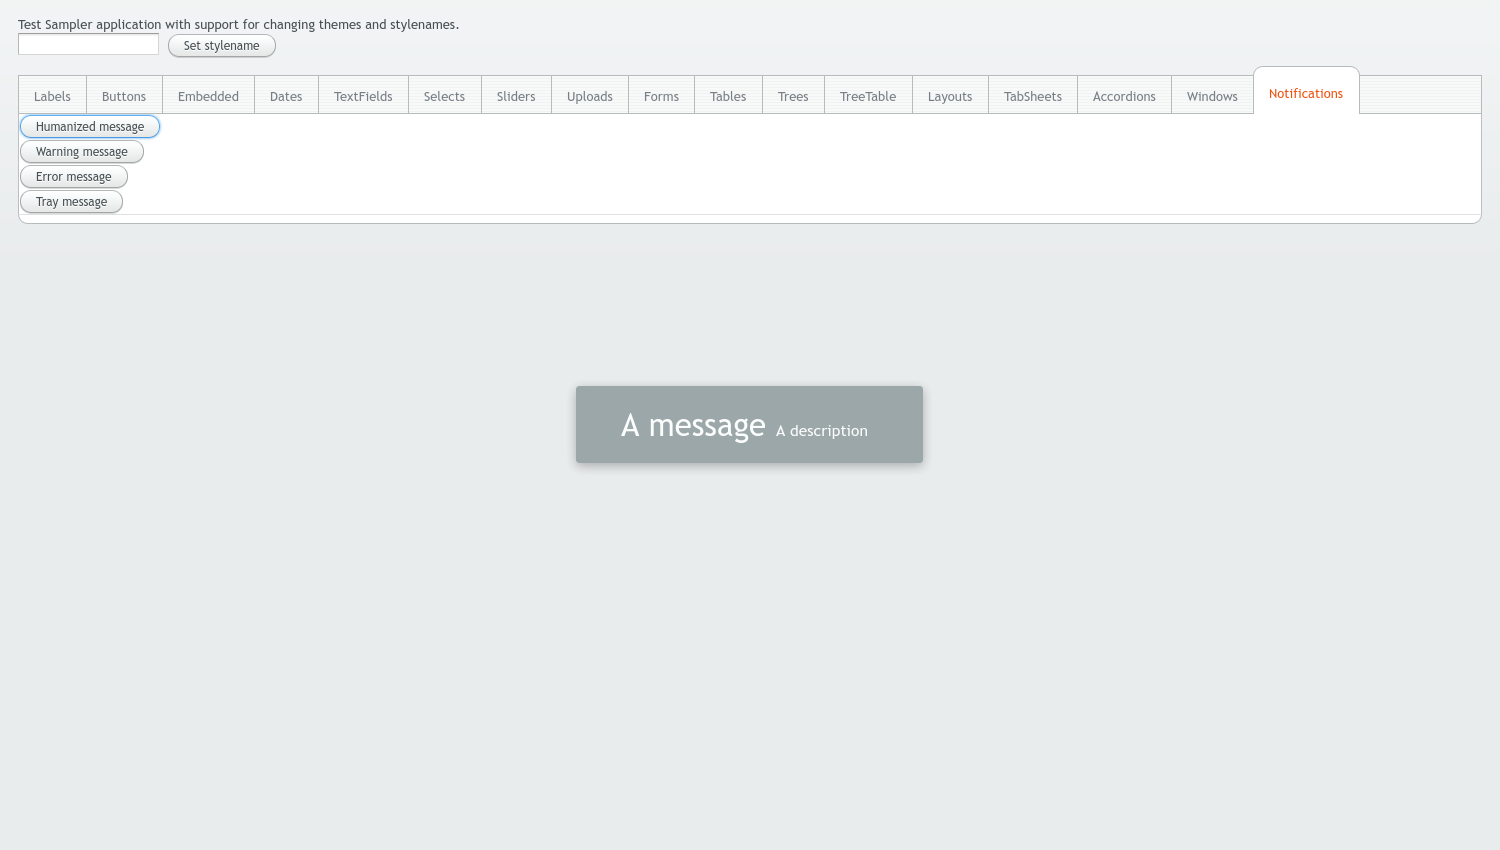 Test Sampler application with support for changing themes and stylenames.
Set stylename
Labels Buttons Embedded Dates TextFields Selects Sliders Uploads Forms Tables Trees TreeTable Layouts TabSheets Accordions Windows Notifications
Humanized message
Warning message
Error message
Tray message
A message A description